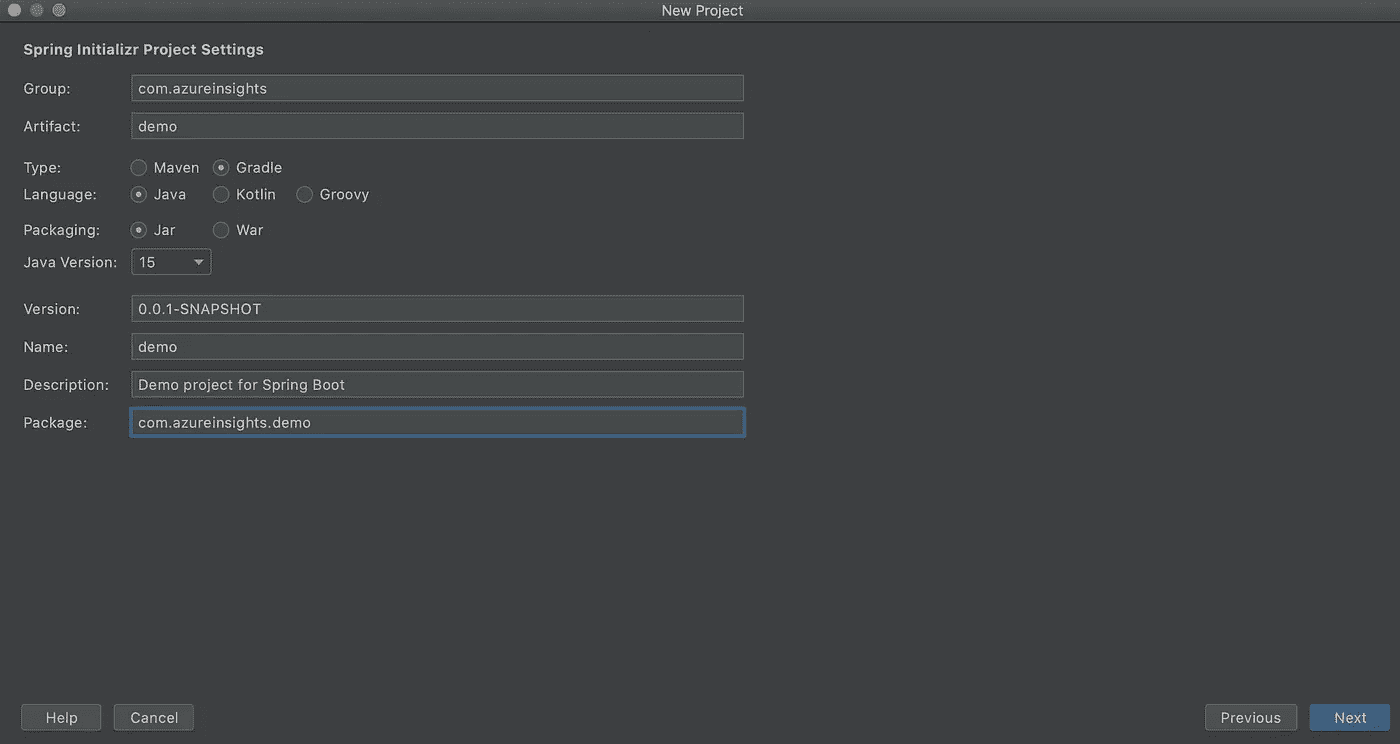 New Project
Spring Initializr Project Settings
Group: com.azureinsights
Artifact: demo
Type: Maven Gradle
Language: Java Kotlin Groovy
Packaging: Jar War
Java Version: 15
Version: 0.0.1-SNAPSHOT
Name: demo
Description: Demo project for Spring Boot
Package: com.azureinsights.demo
Help Cancel Previous Next